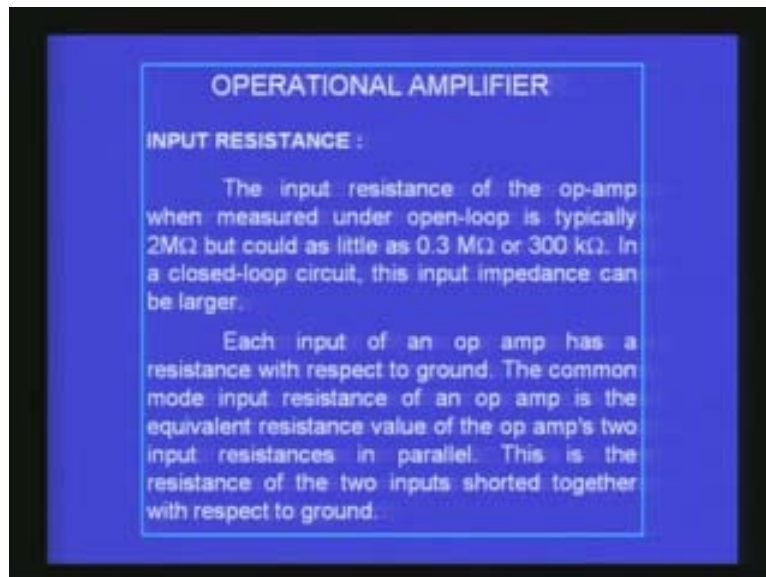 OPERATIONAL AMPLIFIER
INPUT RESISTANCE :
The input resistance of the op-amp
when measured under open-loop is typically
2MΩ but could as little as 0.3 MΩ or 300 kΩ. In
a closed-loop circuit, this input impedance can
be larger.
Each input of an op amp has a
resistance with respect to ground. The common
mode input resistance of an op amp is the
equivalent resistance value of the op amp's two
input resistances in parallel. This is the
resistance of the two inputs shorted together
with respect to ground.